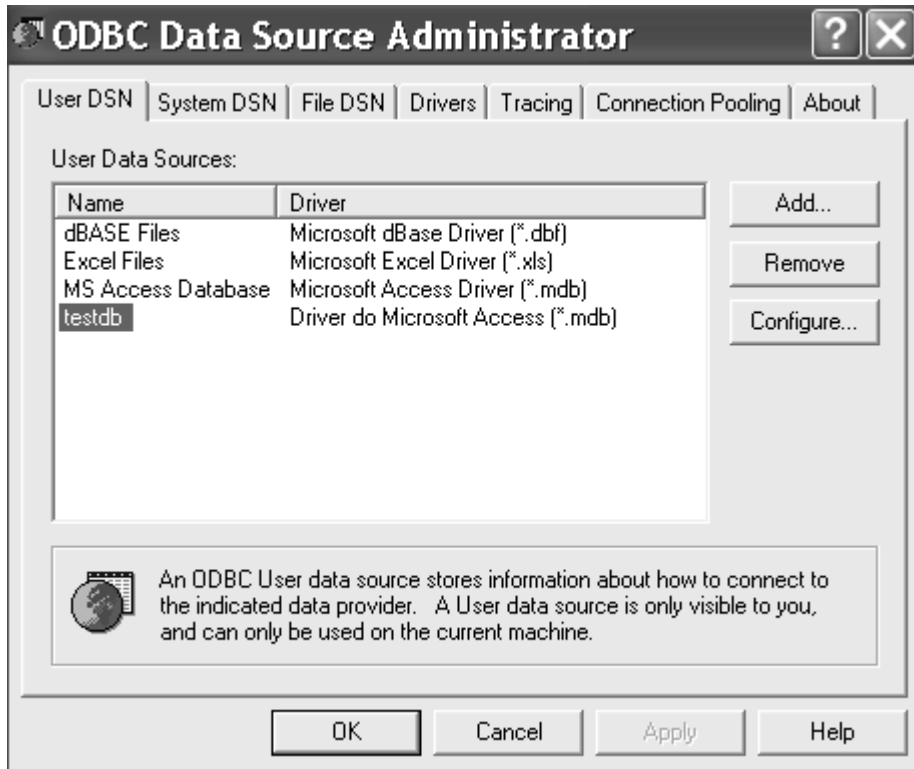 ODBC Data Source Administrator
User DSN System DSN File DSN Drivers Tracing Connection Pooling About
User Data Sources:
Name Driver
dBASE Files Microsoft dBase Driver (*.dbf)
Excel Files Microsoft Excel Driver (*.xls)
MS Access Database Microsoft Access Driver (*.mdb)
testdb Driver do Microsoft Access (*.mdb)
Add...
Remove
Configure...
An ODBC User data source stores information about how to connect to
the indicated data provider. A User data source is only visible to you,
and can only be used on the current machine.
OK Cancel Apply Help